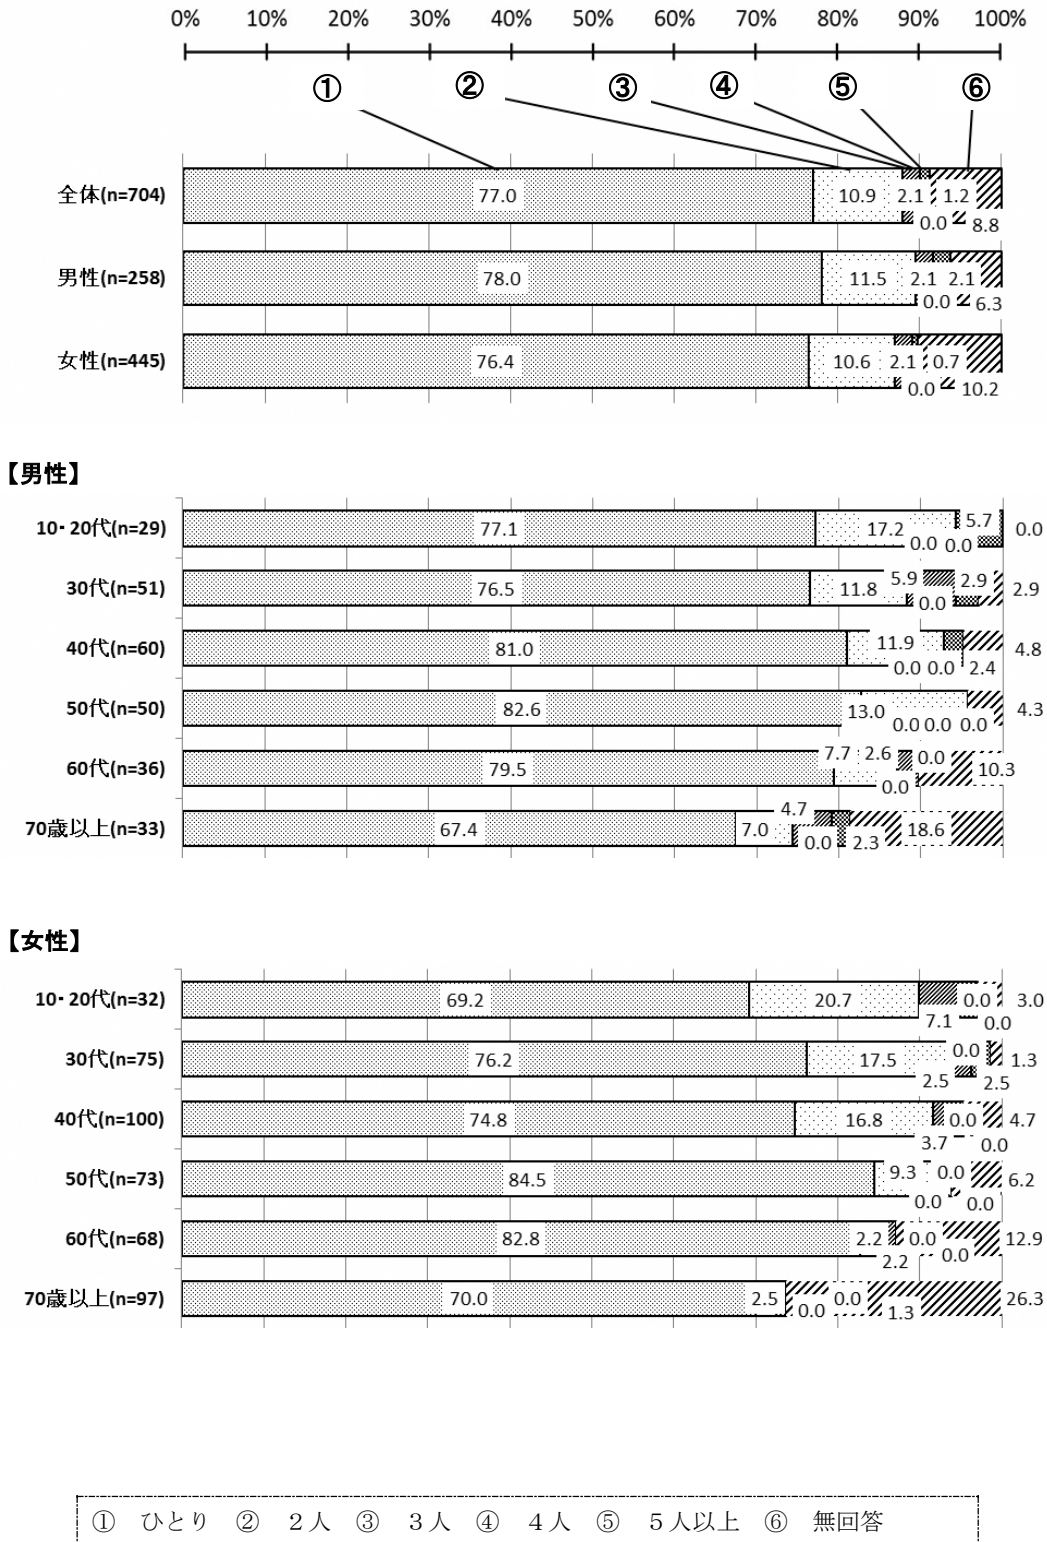 0% 10% 20% 30% 40% 50% 60% 70% 80% 90% 100%
① ② ③ ④ ⑤ ⑥
全体(n=704) 77.0 10.9 2.1 0.0 1.2 8.8
男性(n=258) 78.0 11.5 2.1 0.0 2.1 6.3
女性(n=445) 76.4 10.6 2.1 0.0 0.7 10.2
【男性】
10・20代(n=29) 77.1 17.2 0.0 0.0 5.7 0.0
30代(n=51) 76.5 11.8 5.9 0.0 2.9 2.9
40代(n=60) 81.0 11.9 0.0 0.0 2.4 4.8
50代(n=50) 82.6 13.0 0.0 0.0 0.0 4.3
60代(n=36) 79.5 7.7 2.6 0.0 0.0 10.3
70歳以上(n=33) 67.4 7.0 4.7 0.0 2.3 18.6
【女性】
10・20代(n=32) 69.2 20.7 7.1 0.0 0.0 3.0
30代(n=75) 76.2 17.5 2.5 0.0 2.5 1.3
40代(n=100) 74.8 16.8 3.7 0.0 0.0 4.7
50代(n=73) 84.5 9.3 0.0 0.0 0.0 6.2
60代(n=68) 82.8 2.2 2.2 0.0 0.0 12.9
70歳以上(n=97) 70.0 2.5 0.0 0.0 1.3 26.3
① ひとり ② 2人 ③ 3人 ④ 4人 ⑤ 5人以上 ⑥ 無回答